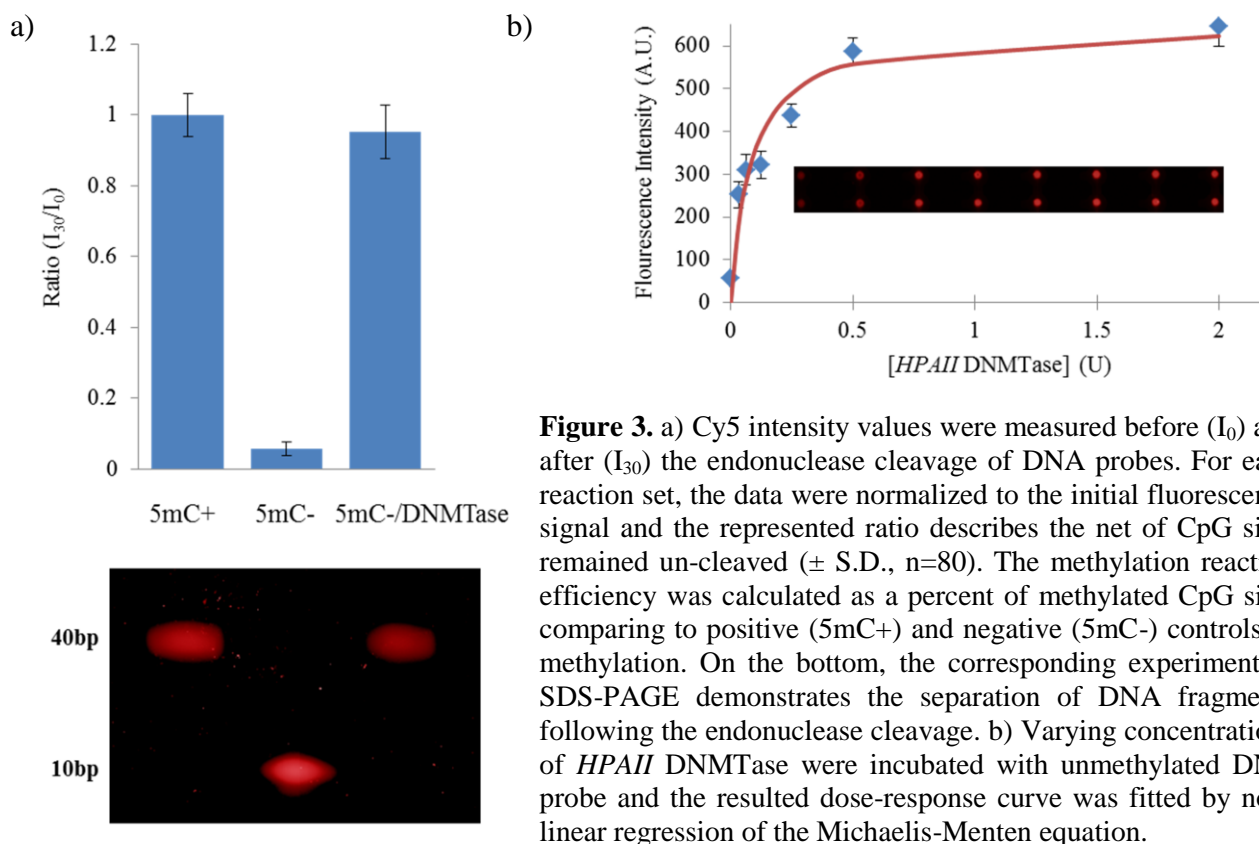 a)
1.2
1
0.8
0.6
0.4
0.2
0
Ratio (I30/I0)
5mC+ 5mC- 5mC-/DNMTase
40bp
10bp
b)
600
500
400
300
200
100
0
Flourescence Intensity (A.U.)
0 0.5 1 1.5 2
[HPAII DNMTase] (U)
Figure 3. a) Cy5 intensity values were measured before (I0) a
after (I30) the endonuclease cleavage of DNA probes. For ea
reaction set, the data were normalized to the initial fluorescen
signal and the represented ratio describes the net of CpG si
remained un-cleaved (± S.D., n=80). The methylation reacti
efficiency was calculated as a percent of methylated CpG si
comparing to positive (5mC+) and negative (5mC-) controls
methylation. On the bottom, the corresponding experiment
SDS-PAGE demonstrates the separation of DNA fragme
following the endonuclease cleavage. b) Varying concentratio
of HPAII DNMTase were incubated with unmethylated DN
probe and the resulted dose-response curve was fitted by no
linear regression of the Michaelis-Menten equation.